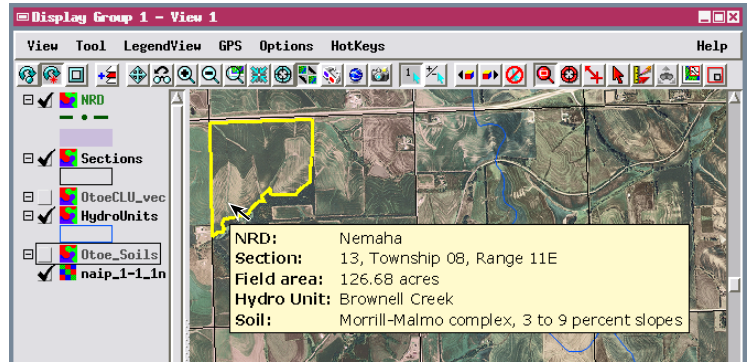 Display Group 1 - View 1
View Tool LegendView GPS Options HotKeys Help
1
NRD
Sections
OtoeCLU_vec
HydroUnits
Otoe_Soils
naip_1-1_1n
NRD: Nemaha
Section: 13, Township 08, Range 11E
Field area: 126.68 acres
Hydro Unit: Brownell Creek
Soil: Morrill-Malmo complex, 3 to 9 percent slopes